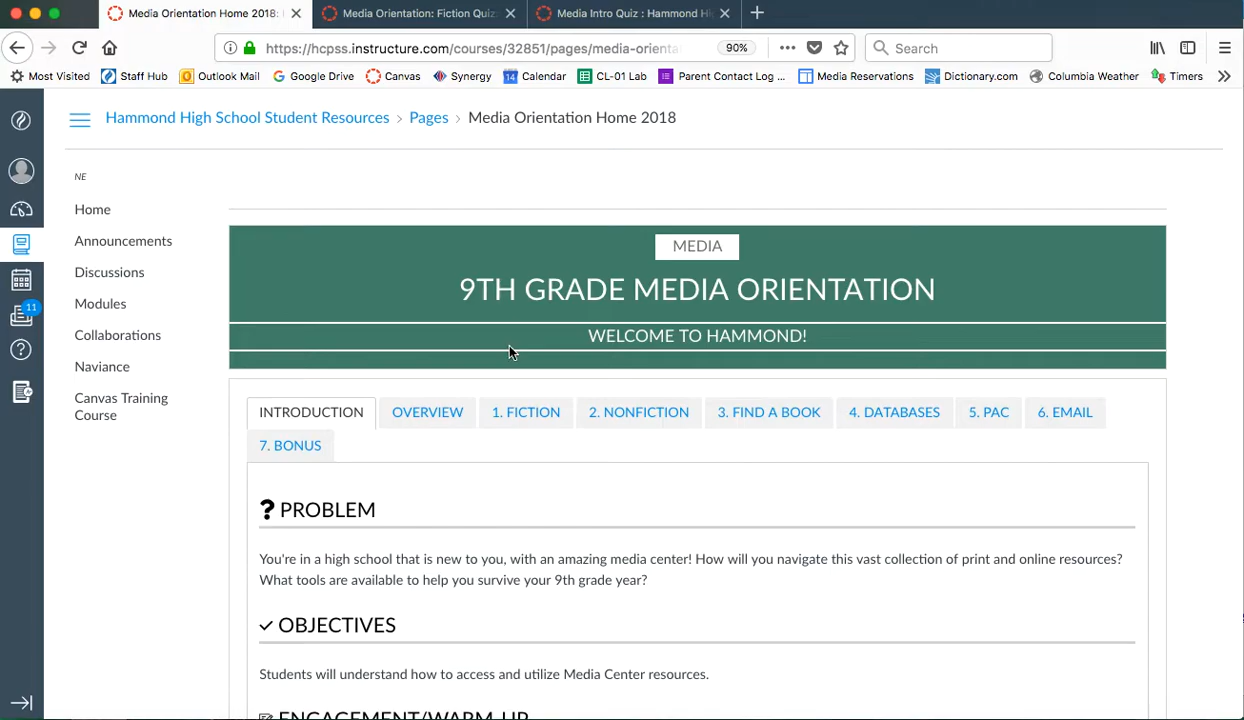 Media Orientation Home 2018:
Media Orientation: Fiction Quiz:
Media Intro Quiz : Hammond Hi
https://hcpss.instructure.com/courses/32851/pages/media-orienta
90%
Search
Most Visited
Staff Hub
Outlook Mail
Google Drive
Canvas
Synergy
14 Calendar
CL-01 Lab
Parent Contact Log ...
Media Reservations
Dictionary.com
Columbia Weather
Timers
Hammond High School Student Resources > Pages > Media Orientation Home 2018
NE
Home
Announcements
Discussions
Modules
11
Collaborations
Naviance
Canvas Training
Course
MEDIA
9TH GRADE MEDIA ORIENTATION
WELCOME TO HAMMOND!
INTRODUCTION
OVERVIEW
1. FICTION
2. NONFICTION
3. FIND A BOOK
4. DATABASES
5. PAC
6. EMAIL
7. BONUS
? PROBLEM
You're in a high school that is new to you, with an amazing media center! How will you navigate this vast collection of print and online resources?
What tools are available to help you survive your 9th grade year?
OBJECTIVES
Students will understand how to access and utilize Media Center resources.
ENGAGEMENT/WARM-UP